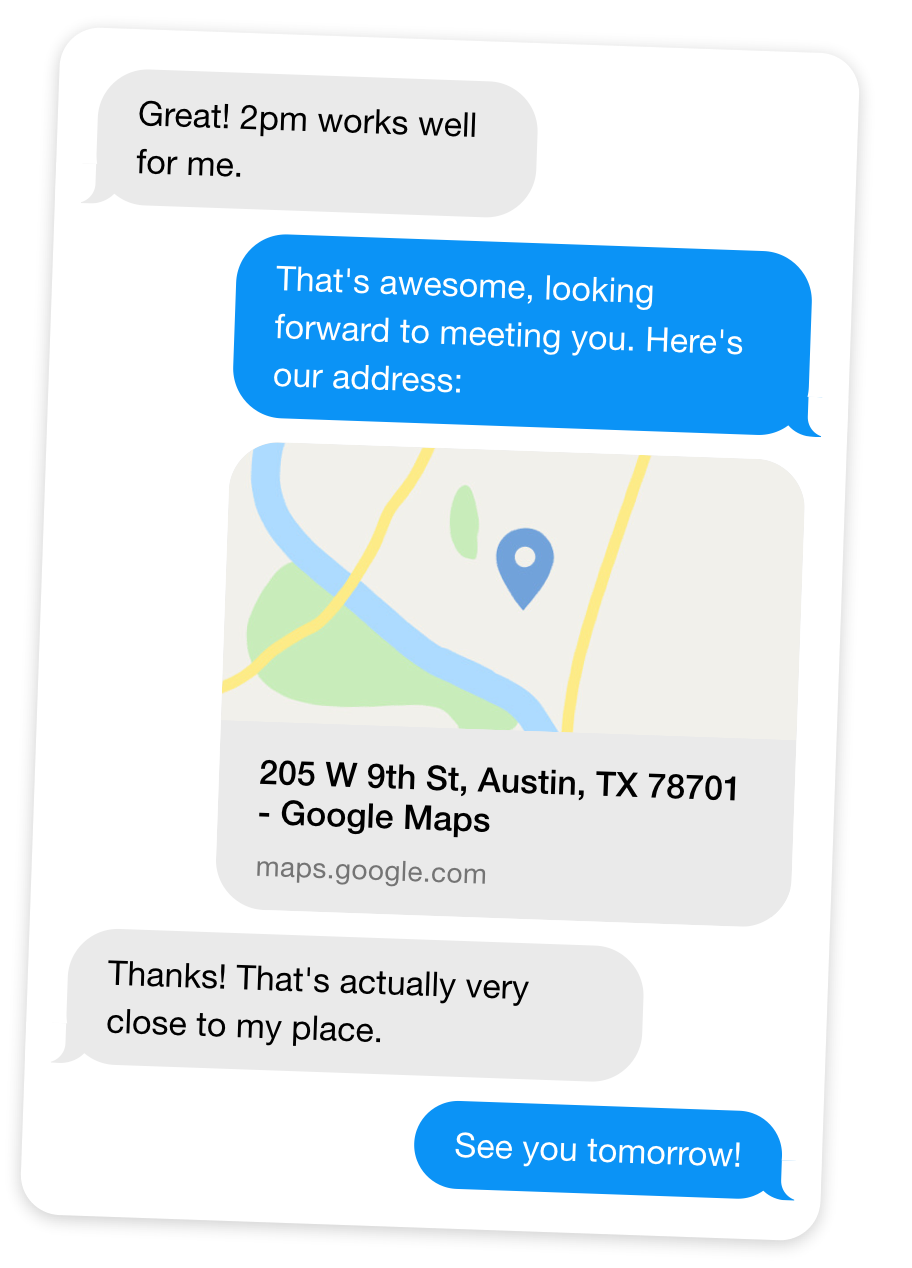 Great! 2pm works well
for me.
That's awesome, looking
forward to meeting you. Here's
our address:
205 W 9th St, Austin, TX 78701
- Google Maps
maps.google.com
Thanks! That's actually very
close to my place.
See you tomorrow!